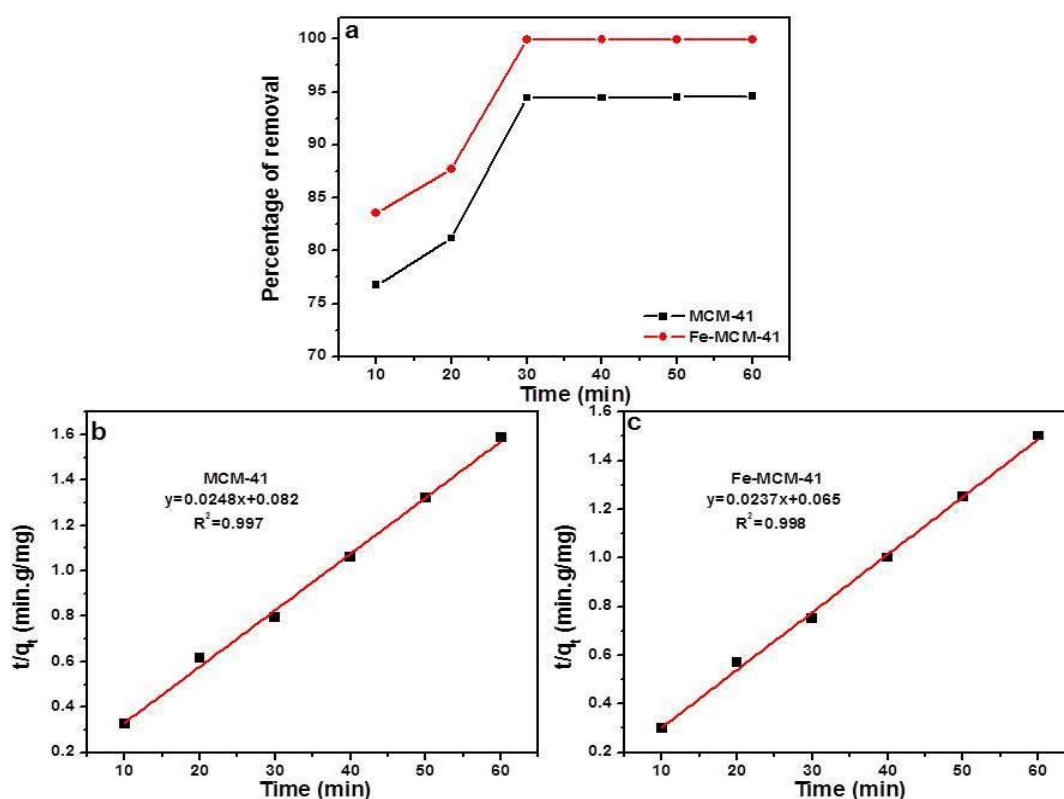 a
100
95
90
85
80
75
70
Percentage of removal
MCM-41
Fe-MCM-41
10 20 30 40 50 60
Time (min)
b
1.6
1.4
1.2
1.0
0.8
0.6
0.4
0.2
t/qt (min.g/mg)
MCM-41
y=0.0248x+0.082
R²=0.997
10 20 30 40 50 60
Time (min)
c
1.6
1.4
1.2
1.0
0.8
0.6
0.4
0.2
t/qt (min.g/mg)
Fe-MCM-41
y=0.0237x+0.065
R²=0.998
10 20 30 40 50 60
Time (min)